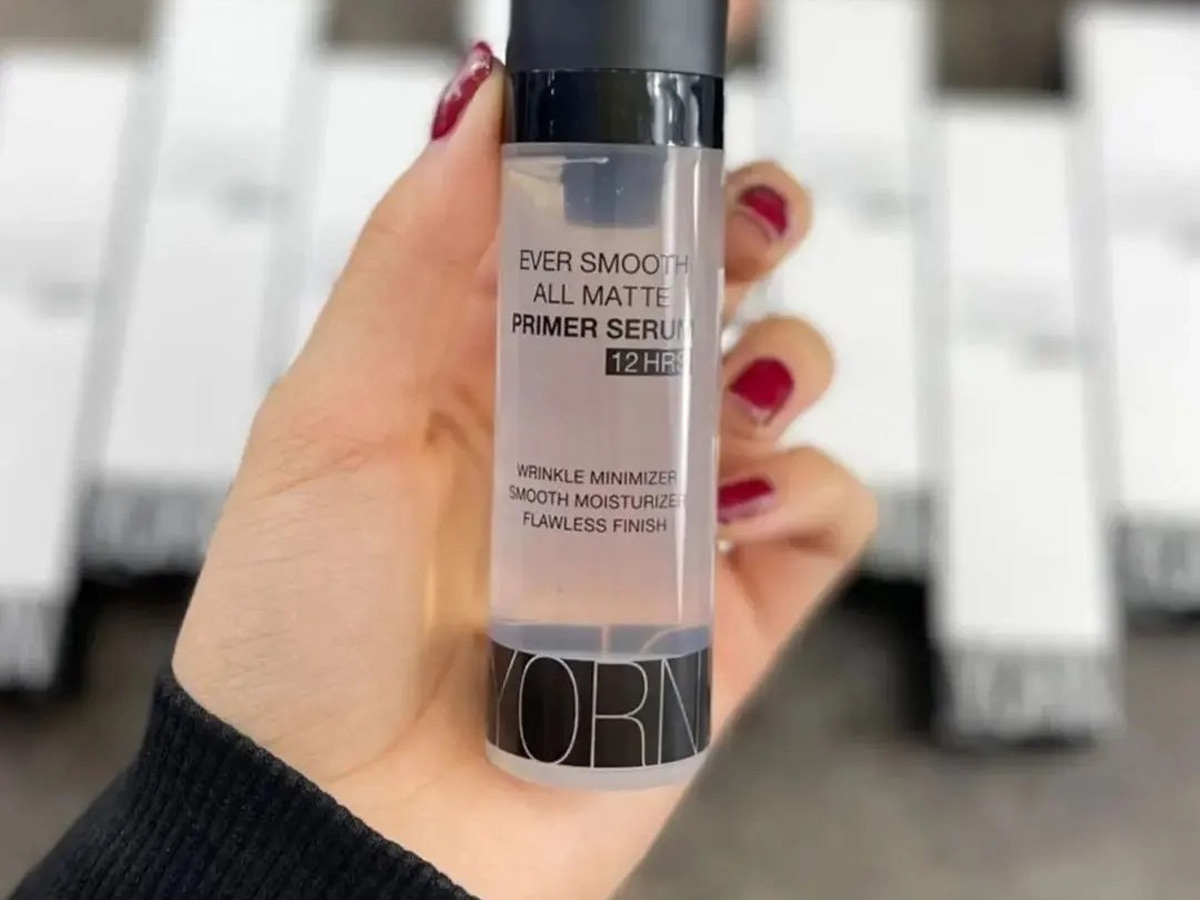 EVER SMOOTH
ALL MATTE
PRIMER SERUM
12 HRS
WRINKLE MINIMIZER
SMOOTH MOISTURIZER
FLAWLESS FINISH
YORN